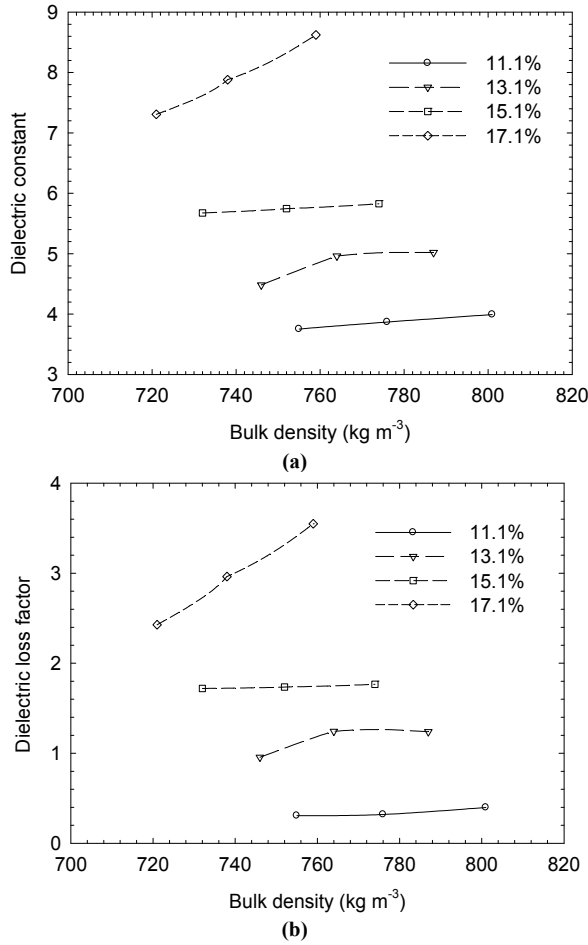 9
8
7
6
5
4
3
Dielectric constant
11.1%
13.1%
15.1%
17.1%
700 720 740 760 780 800 820
Bulk density (kg m⁻³)
(a)
4
3
2
1
0
Dielectric loss factor
11.1%
13.1%
15.1%
17.1%
700 720 740 760 780 800 820
Bulk density (kg m⁻³)
(b)